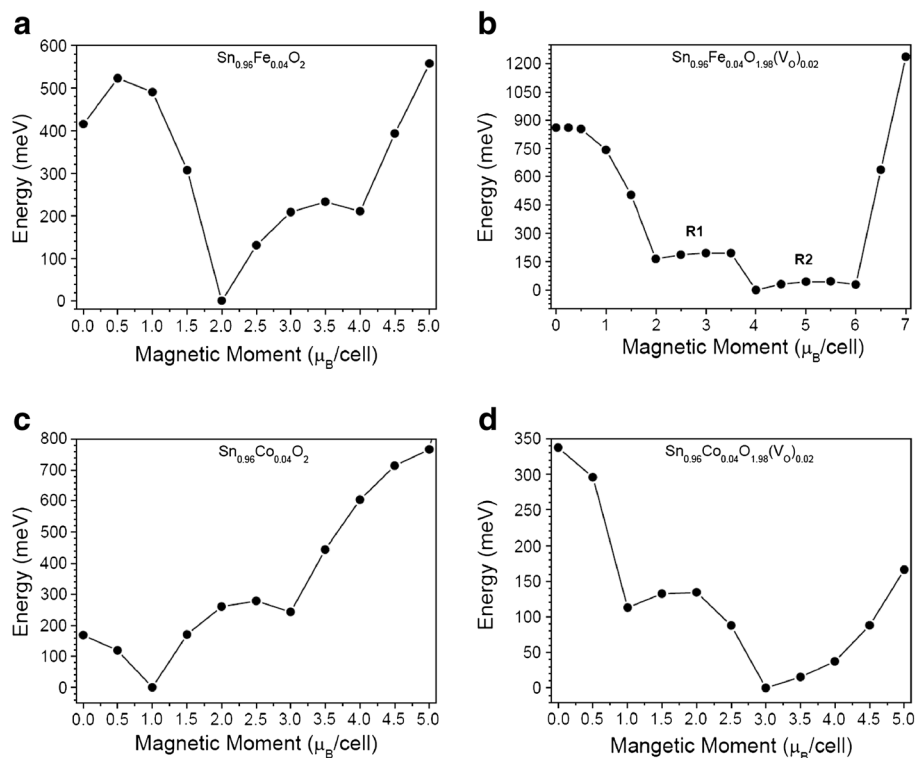 a
Sn0.96Fe0.04O2
600
500
400
300
200
100
0
Energy (meV)
0.0 0.5 1.0 1.5 2.0 2.5 3.0 3.5 4.0 4.5 5.0
Magnetic Moment (μB/cell)
b
Sn0.96Fe0.04O1.98(VO)0.02
1200
1050
900
750
600
450
300
150
0
Energy (meV)
R1
R2
0 1 2 3 4 5 6 7
Magnetic Moment (μB/cell)
c
Sn0.96Co0.04O2
800
700
600
500
400
300
200
100
0
Energy (meV)
0.0 0.5 1.0 1.5 2.0 2.5 3.0 3.5 4.0 4.5 5.0
Magnetic Moment (μB/cell)
d
Sn0.96Co0.04O1.98(VO)0.02
350
300
250
200
150
100
50
0
Energy (meV)
0.0 0.5 1.0 1.5 2.0 2.5 3.0 3.5 4.0 4.5 5.0
Mangetic Moment (μB/cell)